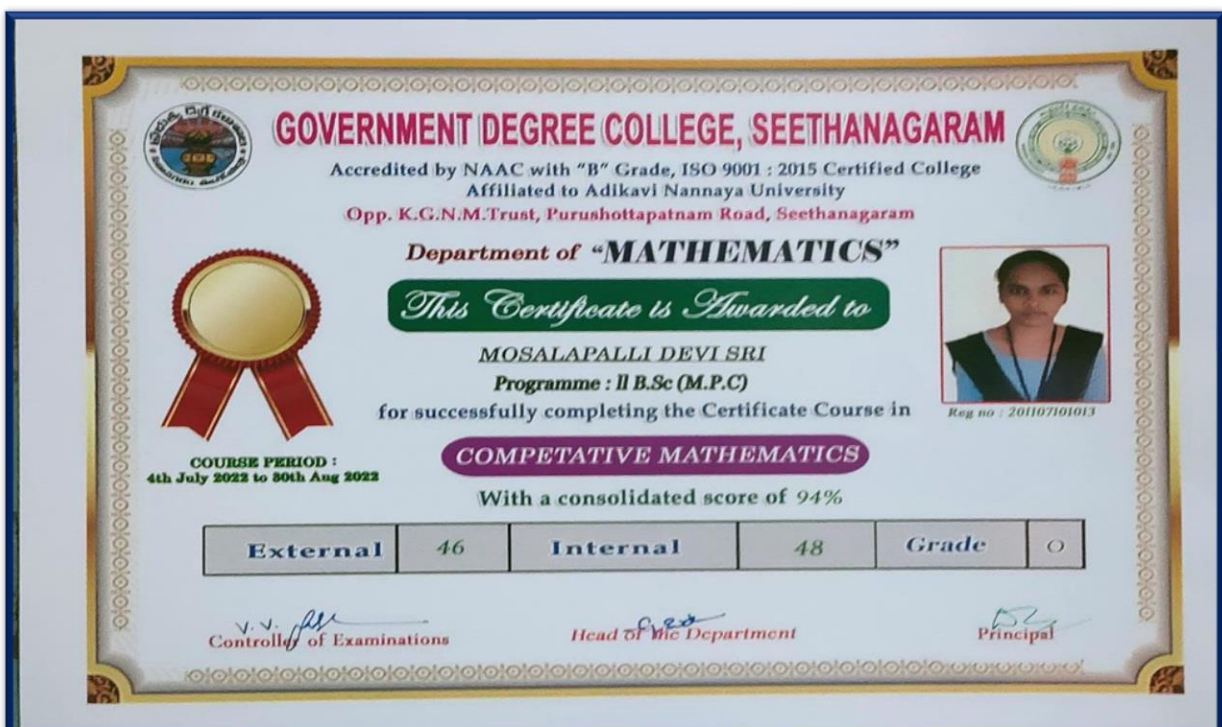 GOVERNMENT DEGREE COLLEGE, SEETHANAGARAM
Accredited by NAAC with "B" Grade, ISO 9001 : 2015 Certified College
Affiliated to Adikavi Nannaya University
Opp. K.G.N.M.Trust, Purushottapatnam Road, Seethanagaram
Department of "MATHEMATICS"
This Certificate is Awarded to
MOSALAPALLI DEVI SRI
Programme : II B.Sc (M.P.C)
for successfully completing the Certificate Course in
Reg no : 201107101013
COMPETATIVE MATHEMATICS
COURSE PERIOD :
4th July 2022 to 30th Aug 2022
With a consolidated score of 94%
External 46 Internal 48 Grade O
V. V.
Controller of Examinations Head of the Department Principal